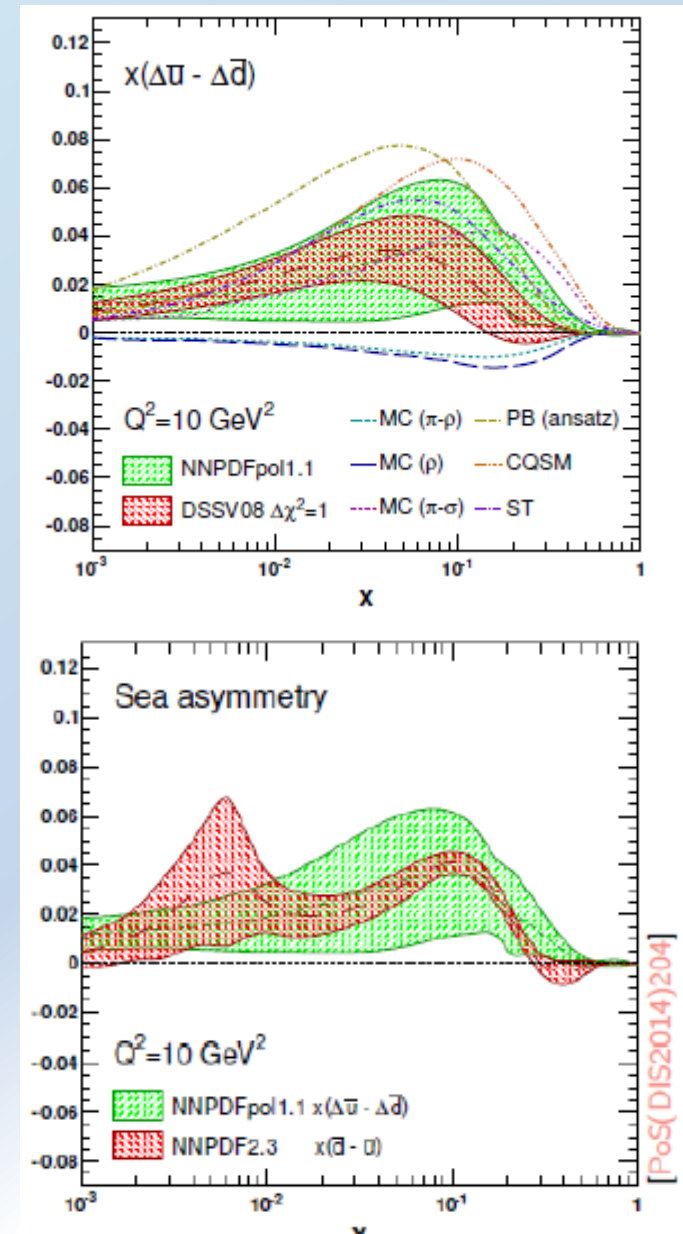 x(Δu̅ - Δd̅)
0.12
0.1
0.08
0.06
0.04
0.02
0
-0.02
-0.04
-0.06
-0.08
Q²=10 GeV²
NNPDFpol1.1
DSSV08 Δχ²=1
MC (π-ρ) PB (ansatz)
MC (ρ) CQSM
MC (π-σ) ST
10⁻³ 10⁻² 10⁻¹ 1
x
Sea asymmetry
0.12
0.1
0.08
0.06
0.04
0.02
0
-0.02
-0.04
-0.06
-0.08
Q²=10 GeV²
NNPDFpol1.1 x(Δu̅ - Δd̅)
NNPDF2.3 x(d̅ - u̅)
10⁻³ 10⁻² 10⁻¹ 1
x
[PoS(DIS2014)204]